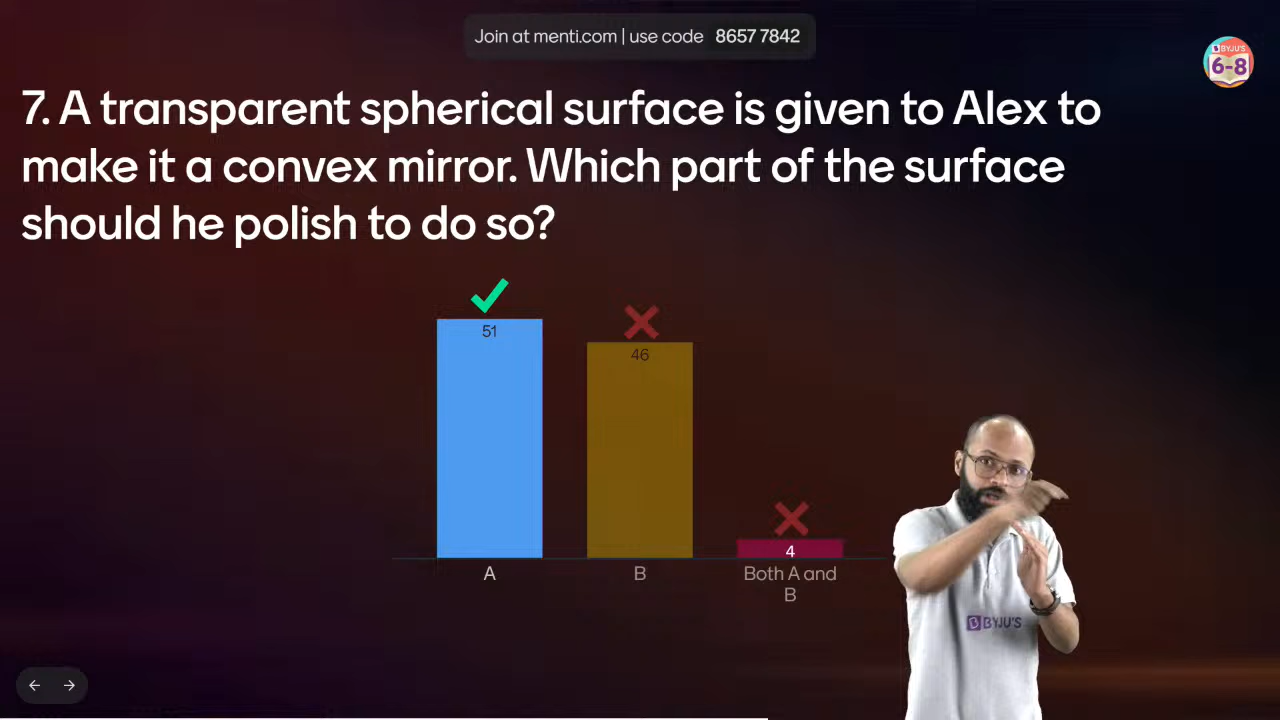 Join at menti.com | use code 8657 7842
BYJU'S
6-8
7. A transparent spherical surface is given to Alex to
make it a convex mirror. Which part of the surface
should he polish to do so?
51
46
4
A
B
Both A and
B
BYJU'S